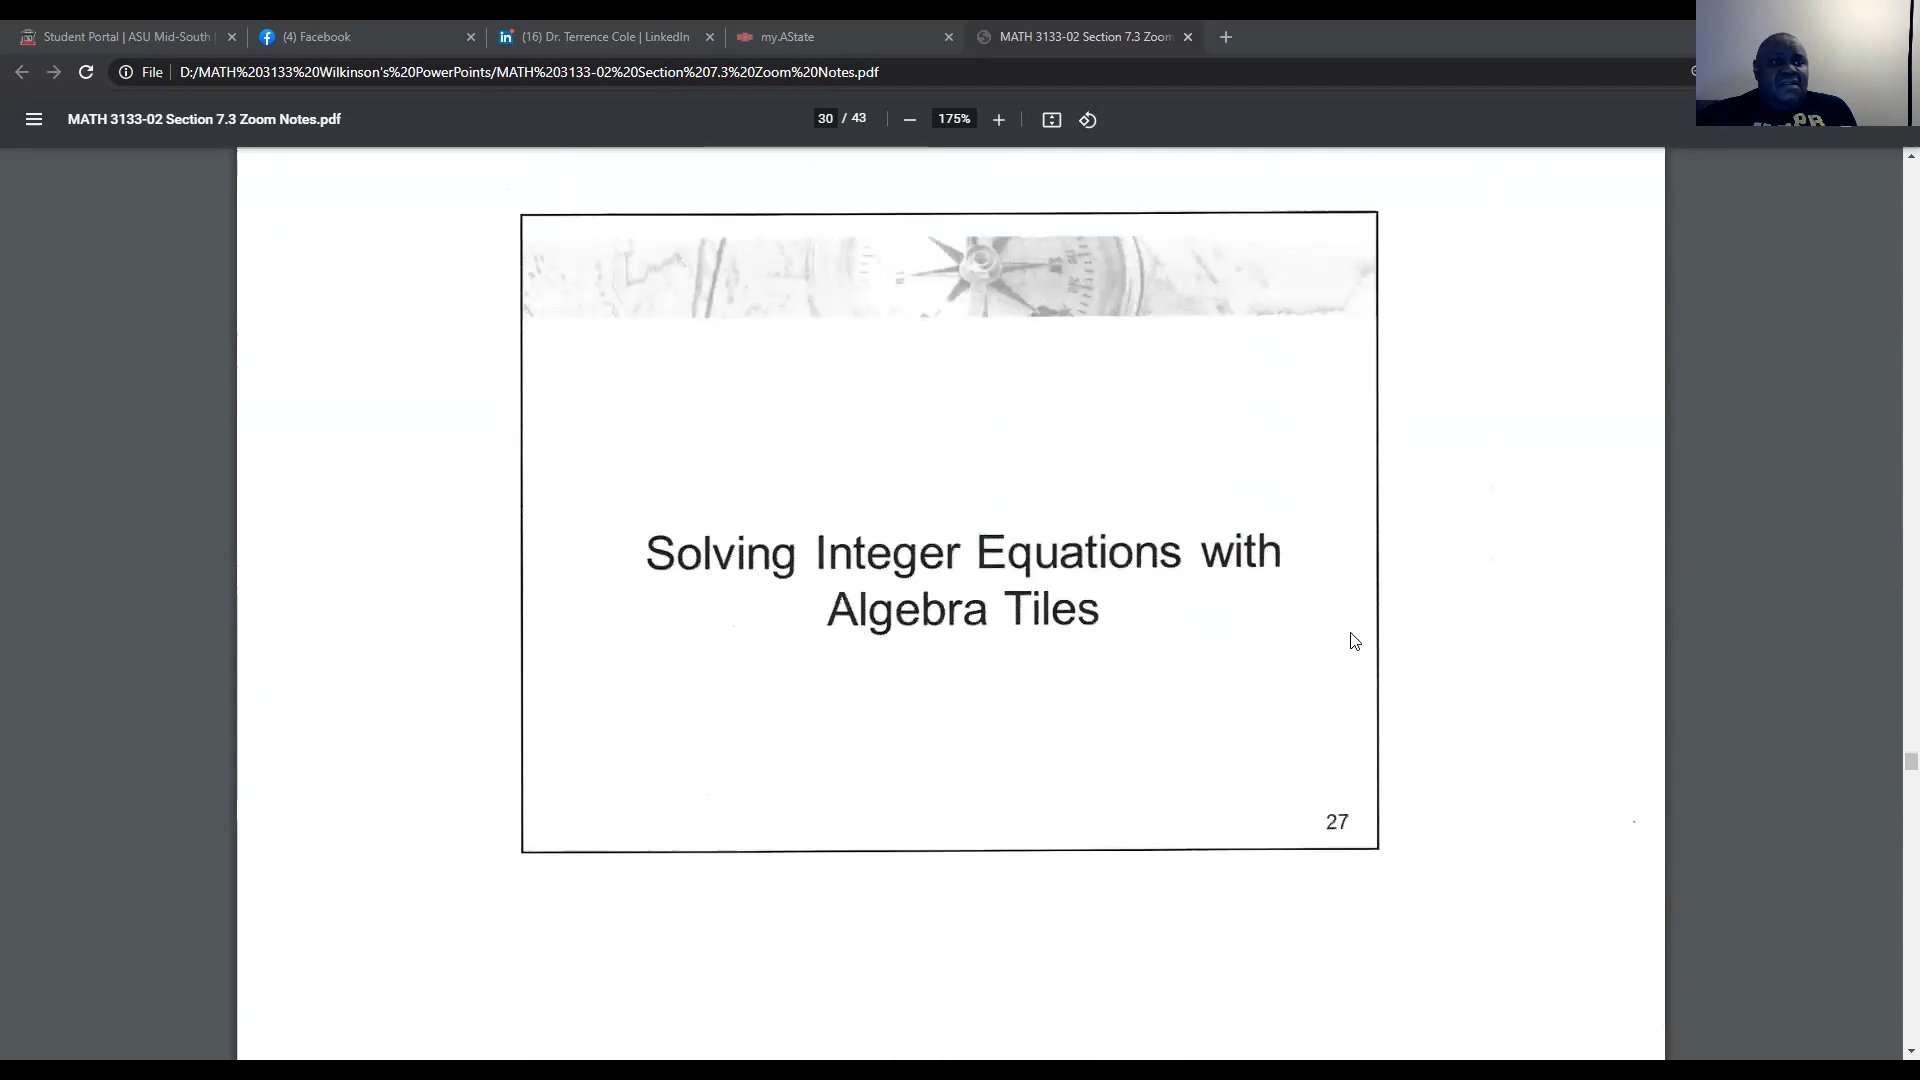 Student Portal | ASU Mid-South
(4) Facebook
(16) Dr. Terrence Cole | LinkedIn
my.AState
MATH 3133-02 Section 7.3 Zoom
File
D:/MATH%203133%20Wilkinson's%20PowerPoints/MATH%203133-02%20Section%207.3%20Zoom%20Notes.pdf
MATH 3133-02 Section 7.3 Zoom Notes.pdf
30 / 43
175%
Solving Integer Equations with
Algebra Tiles
27